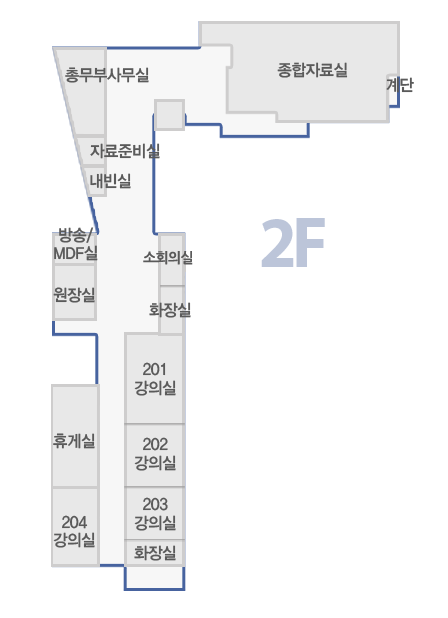 종합자료실
총무부사무실
계단
자료준비실
내빈실
2F
방송/
MDF실
소회의실
원장실
화장실
201
강의실
휴게실
202
강의실
203
강의실
204
강의실
화장실